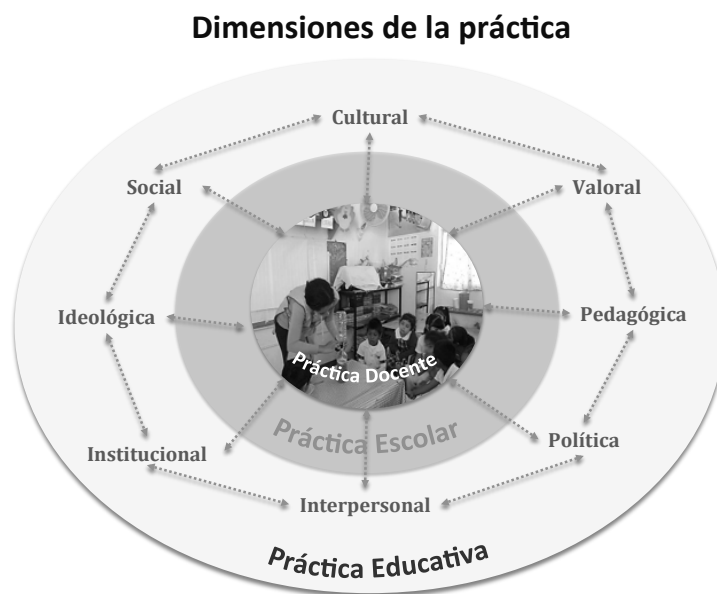 Dimensiones de la práctica
Cultural
Social
Valoral
Ideológica
Pedagógica
Práctica Docente
Práctica Escolar
Institucional
Política
Interpersonal
Práctica Educativa